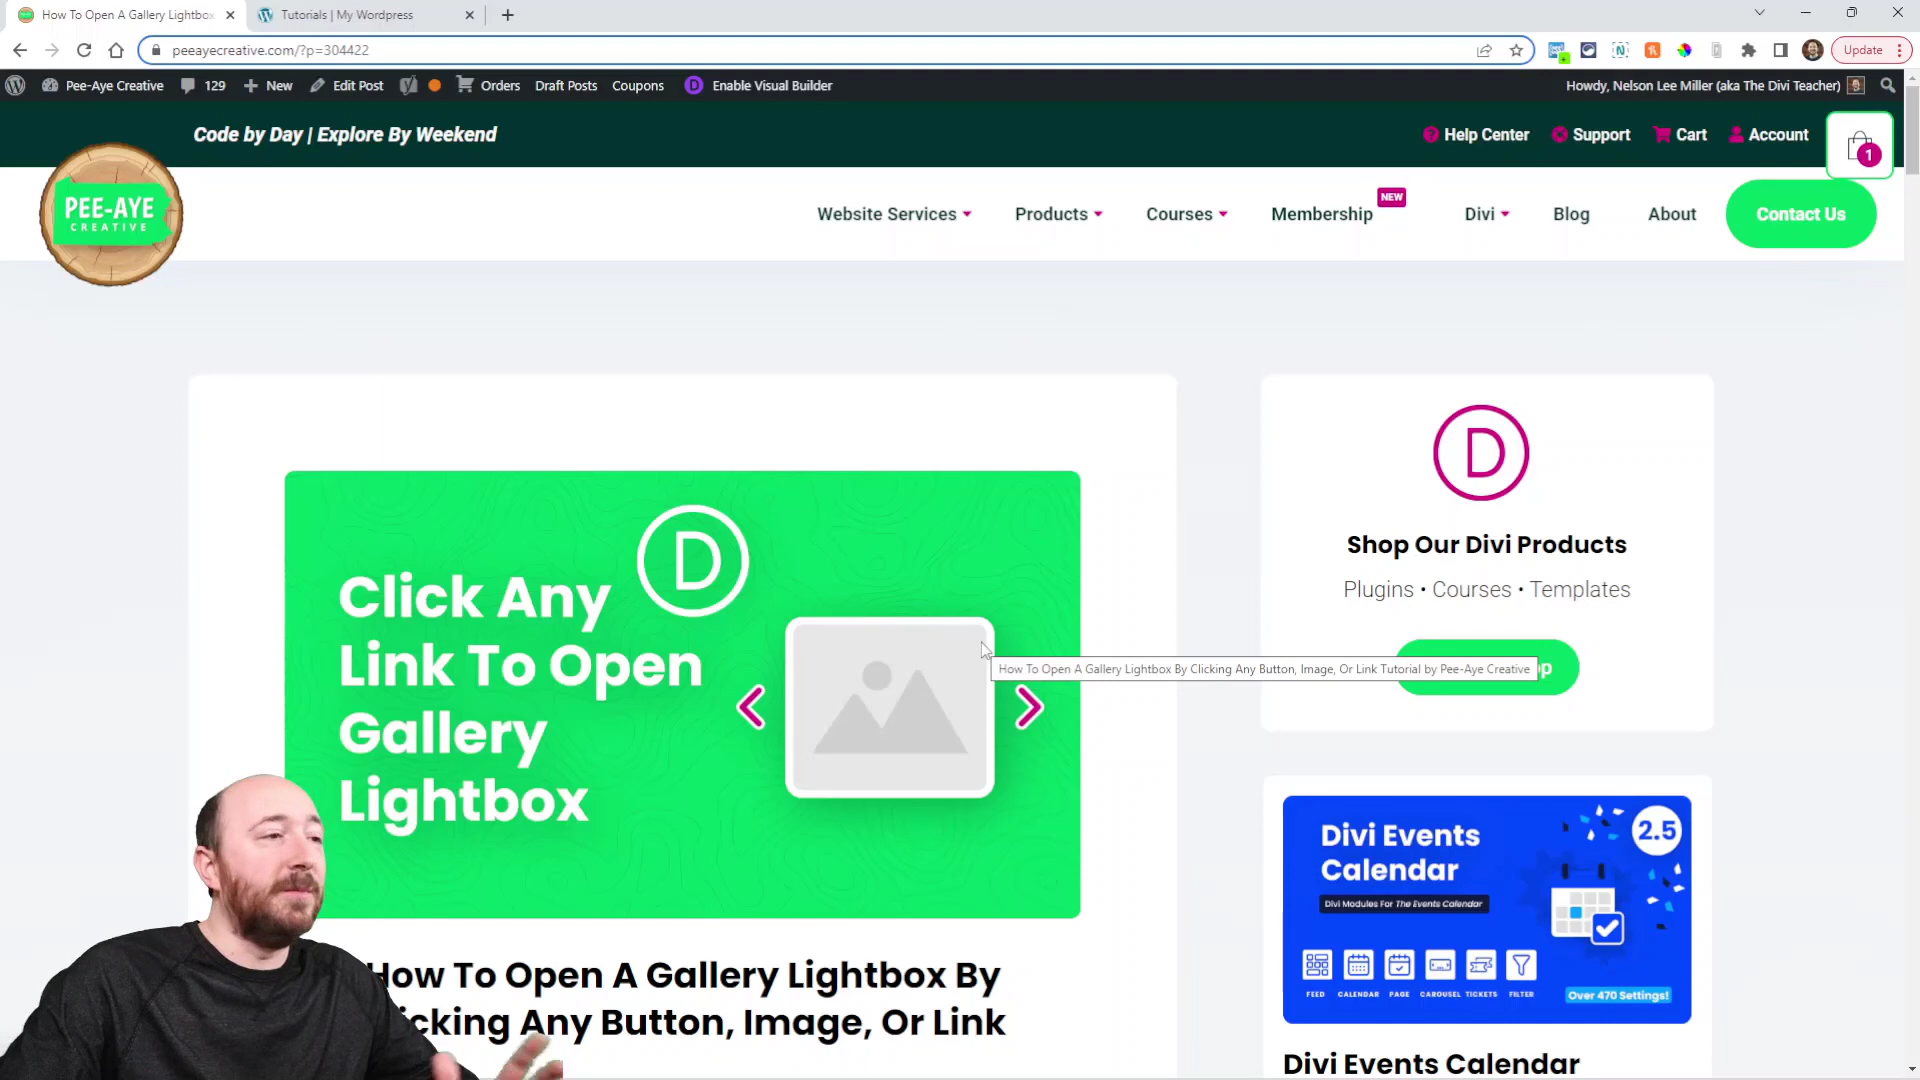 How To Open A Gallery Lightbox
Tutorials | My Wordpress
peeayecreative.com/?p=304422
Update
Pee-Aye Creative
129
New
Edit Post
Orders
Draft Posts
Coupons
D
Enable Visual Builder
Howdy, Nelson Lee Miller (aka The Divi Teacher)
Code by Day | Explore By Weekend
Help Center
Support
Cart
Account
1
PEE-AYE
CREATIVE
Website Services
Products
Courses
Membership
NEW
Divi
Blog
About
Contact Us
D
Click Any
Link To Open
Gallery
Lightbox
How To Open A Gallery Lightbox By Clicking Any Button, Image, Or Link Tutorial by Pee-Aye Creative
How To Open A Gallery Lightbox By
icking Any Button, Image, Or Link
D
Shop Our Divi Products
Plugins • Courses • Templates
Divi Events
Calendar
2.5
Divi Modules For The Events Calendar
FEED
CALENDAR
PAGE
CAROUSEL
TICKETS
FILTER
Over 470 Settings!
Divi Events Calendar